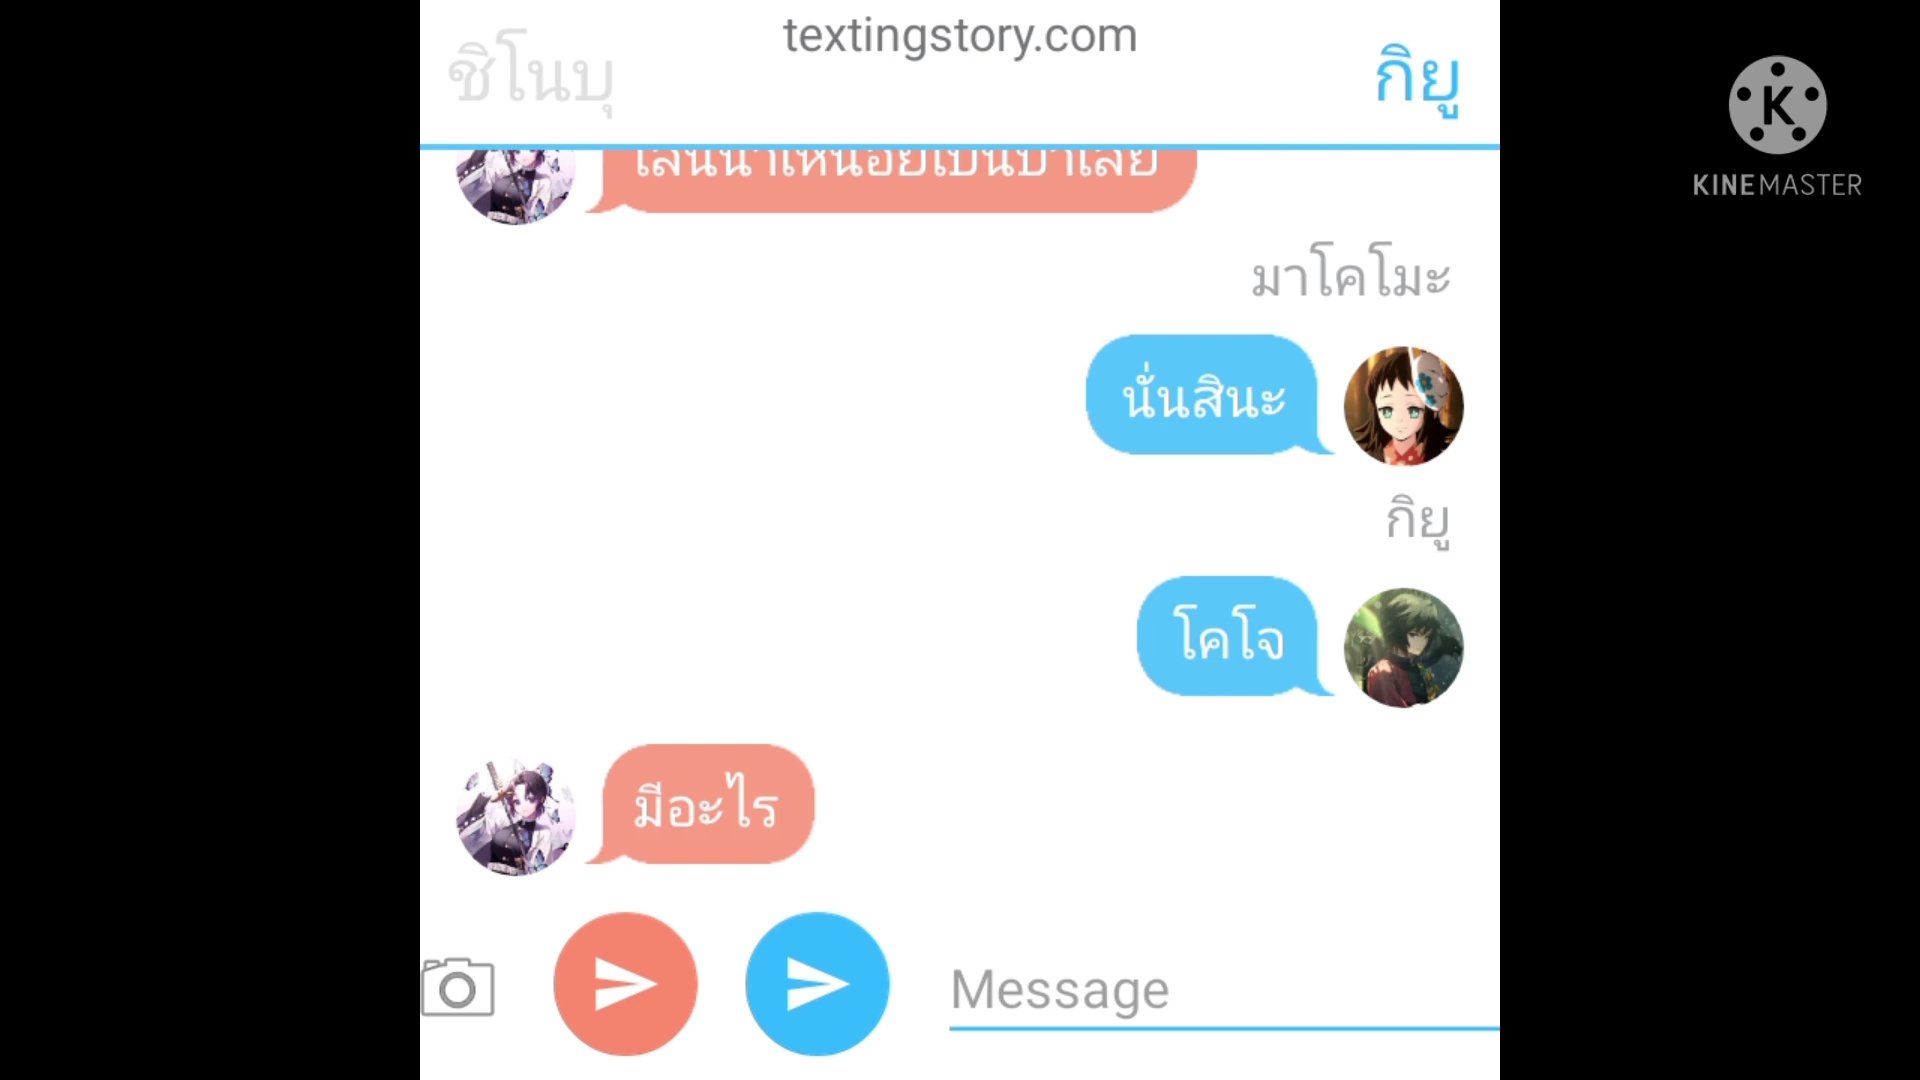 textingstory.com
ชิโนบุ
กิยู
KINEMASTER
มาโคโมะ
นั่นสินะ
กิยู
โคโจ
มีอะไร
Message